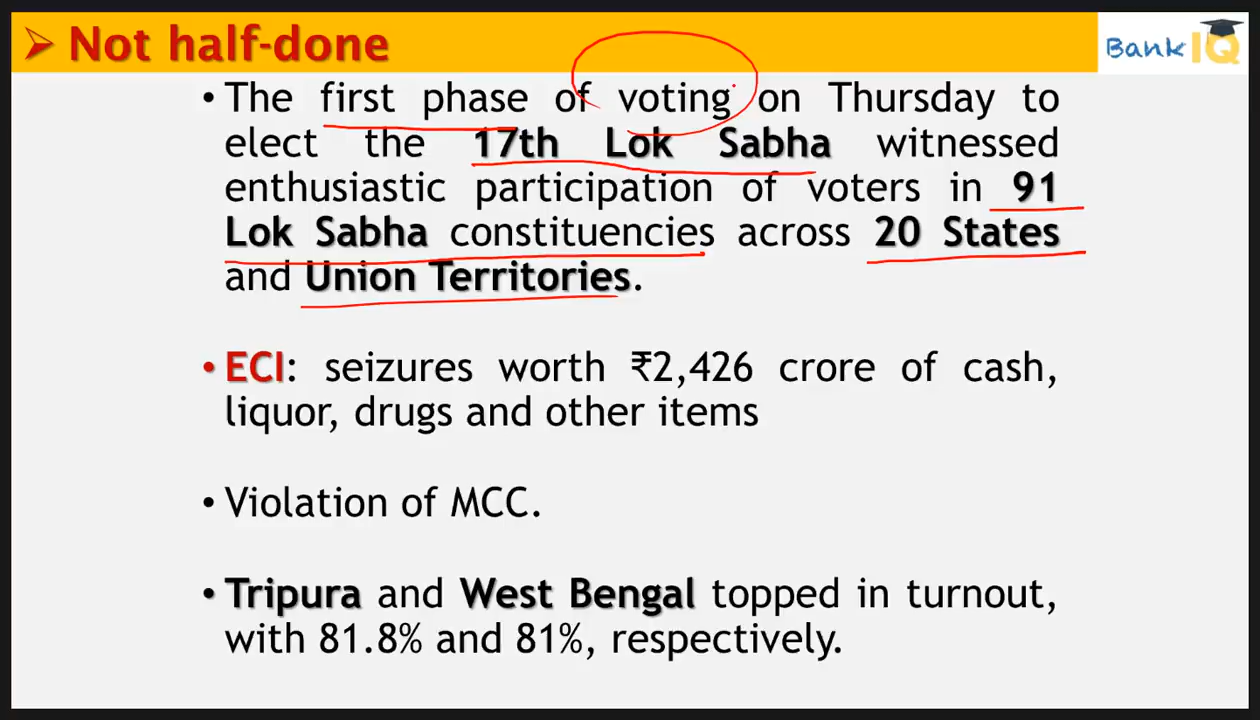 Not half-done
Bank IQ
• The first phase of voting on Thursday to
elect the 17th Lok Sabha witnessed
enthusiastic participation of voters in 91
Lok Sabha constituencies across 20 States
and Union Territories.
• ECI: seizures worth ₹2,426 crore of cash,
liquor, drugs and other items
• Violation of MCC.
• Tripura and West Bengal topped in turnout,
with 81.8% and 81%, respectively.